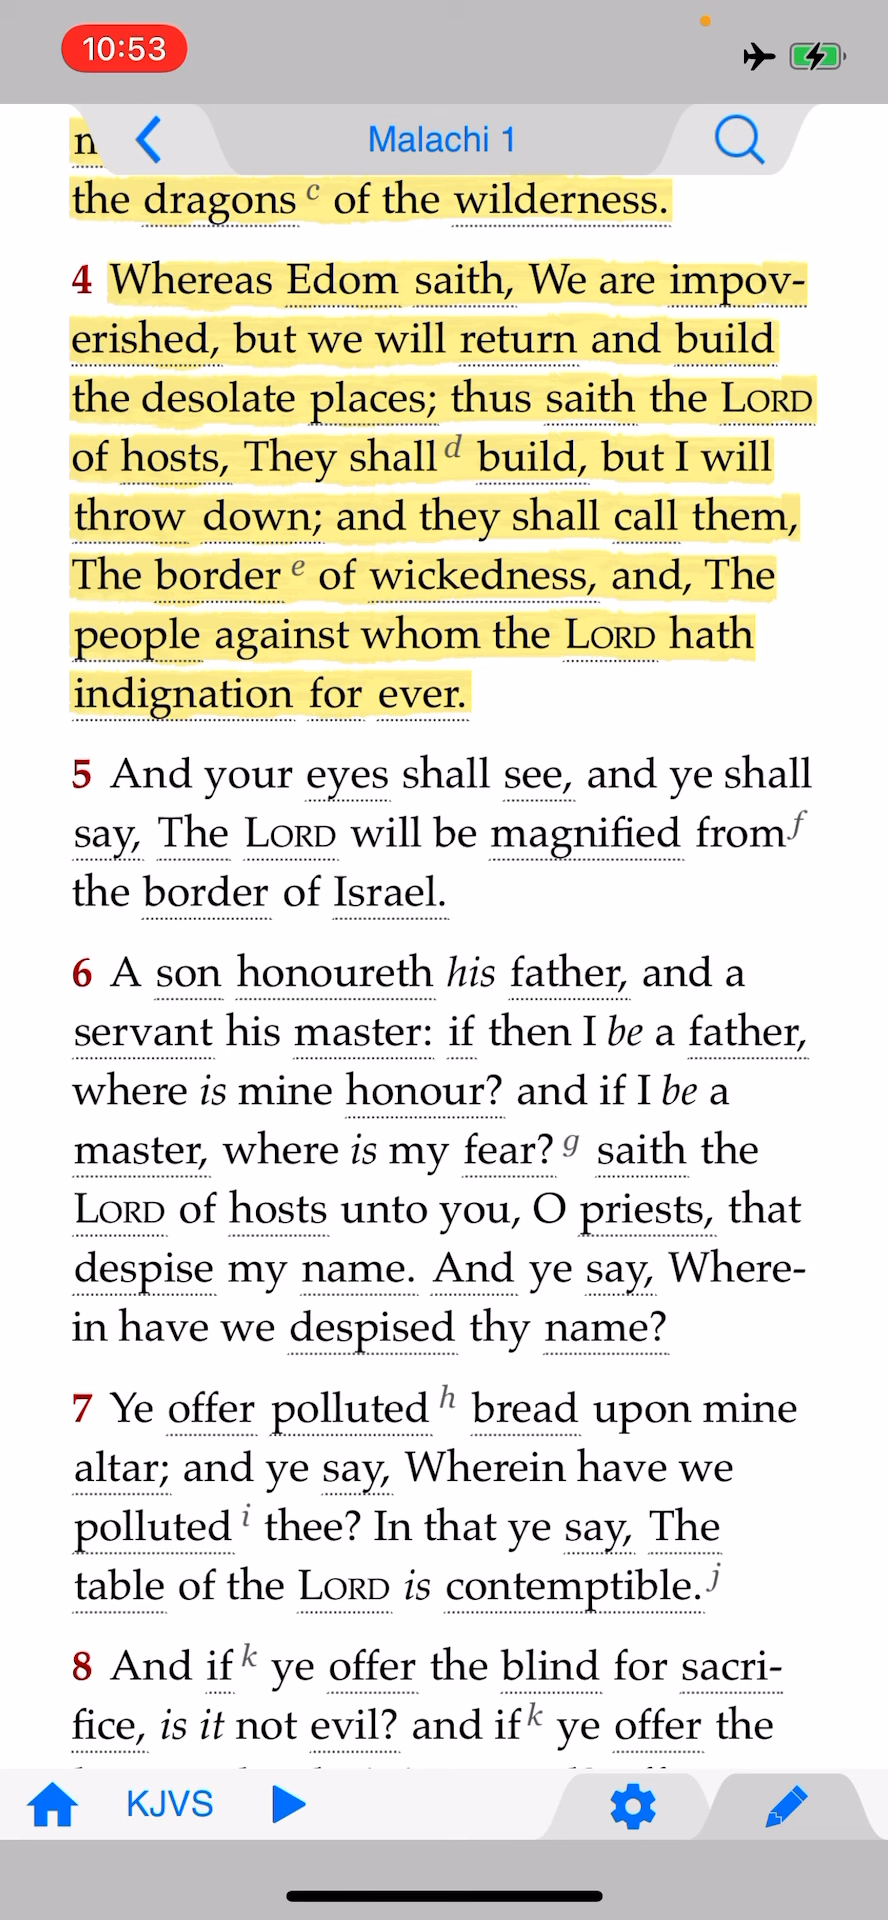 10:53
Malachi 1
the dragons c of the wilderness.
4 Whereas Edom saith, We are impov-
erished, but we will return and build
the desolate places; thus saith the LORD
of hosts, They shall d build, but I will
throw down; and they shall call them,
The border e of wickedness, and, The
people against whom the LORD hath
indignation for ever.
5 And your eyes shall see, and ye shall
say, The LORD will be magnified from f
the border of Israel.
6 A son honoureth his father, and a
servant his master: if then I be a father,
where is mine honour? and if I be a
master, where is my fear? g saith the
LORD of hosts unto you, O priests, that
despise my name. And ye say, Where-
in have we despised thy name?
7 Ye offer polluted h bread upon mine
altar; and ye say, Wherein have we
polluted i thee? In that ye say, The
table of the LORD is contemptible. j
8 And if k ye offer the blind for sacri-
fice, is it not evil? and if k ye offer the
KJVS